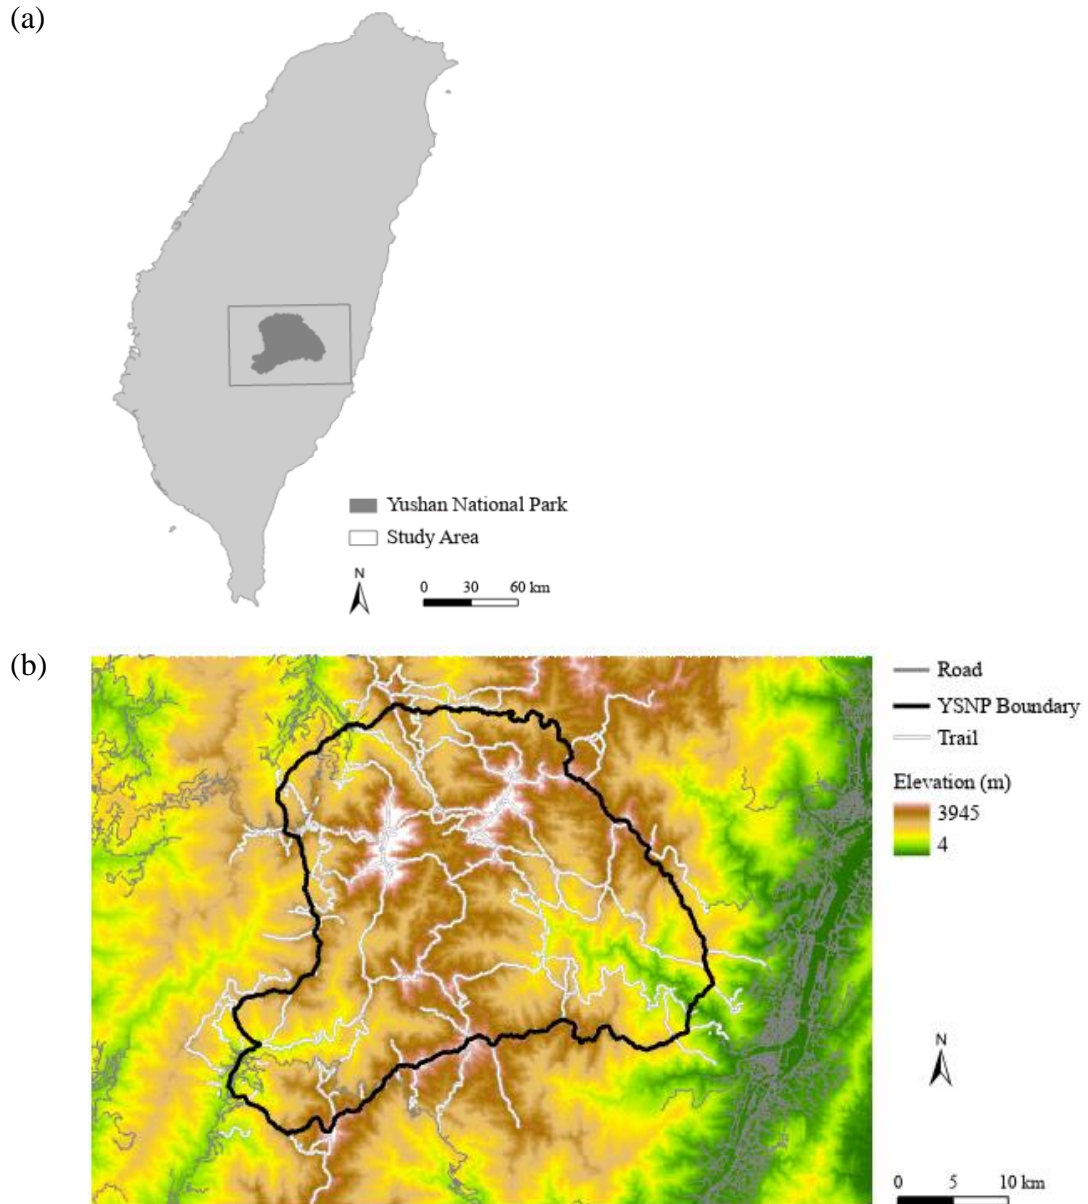 (a)
Yushan National Park
Study Area
N
0 30 60 km
(b)
Road
YSNP Boundary
Trail
Elevation (m)
3945
4
N
0 5 10 km